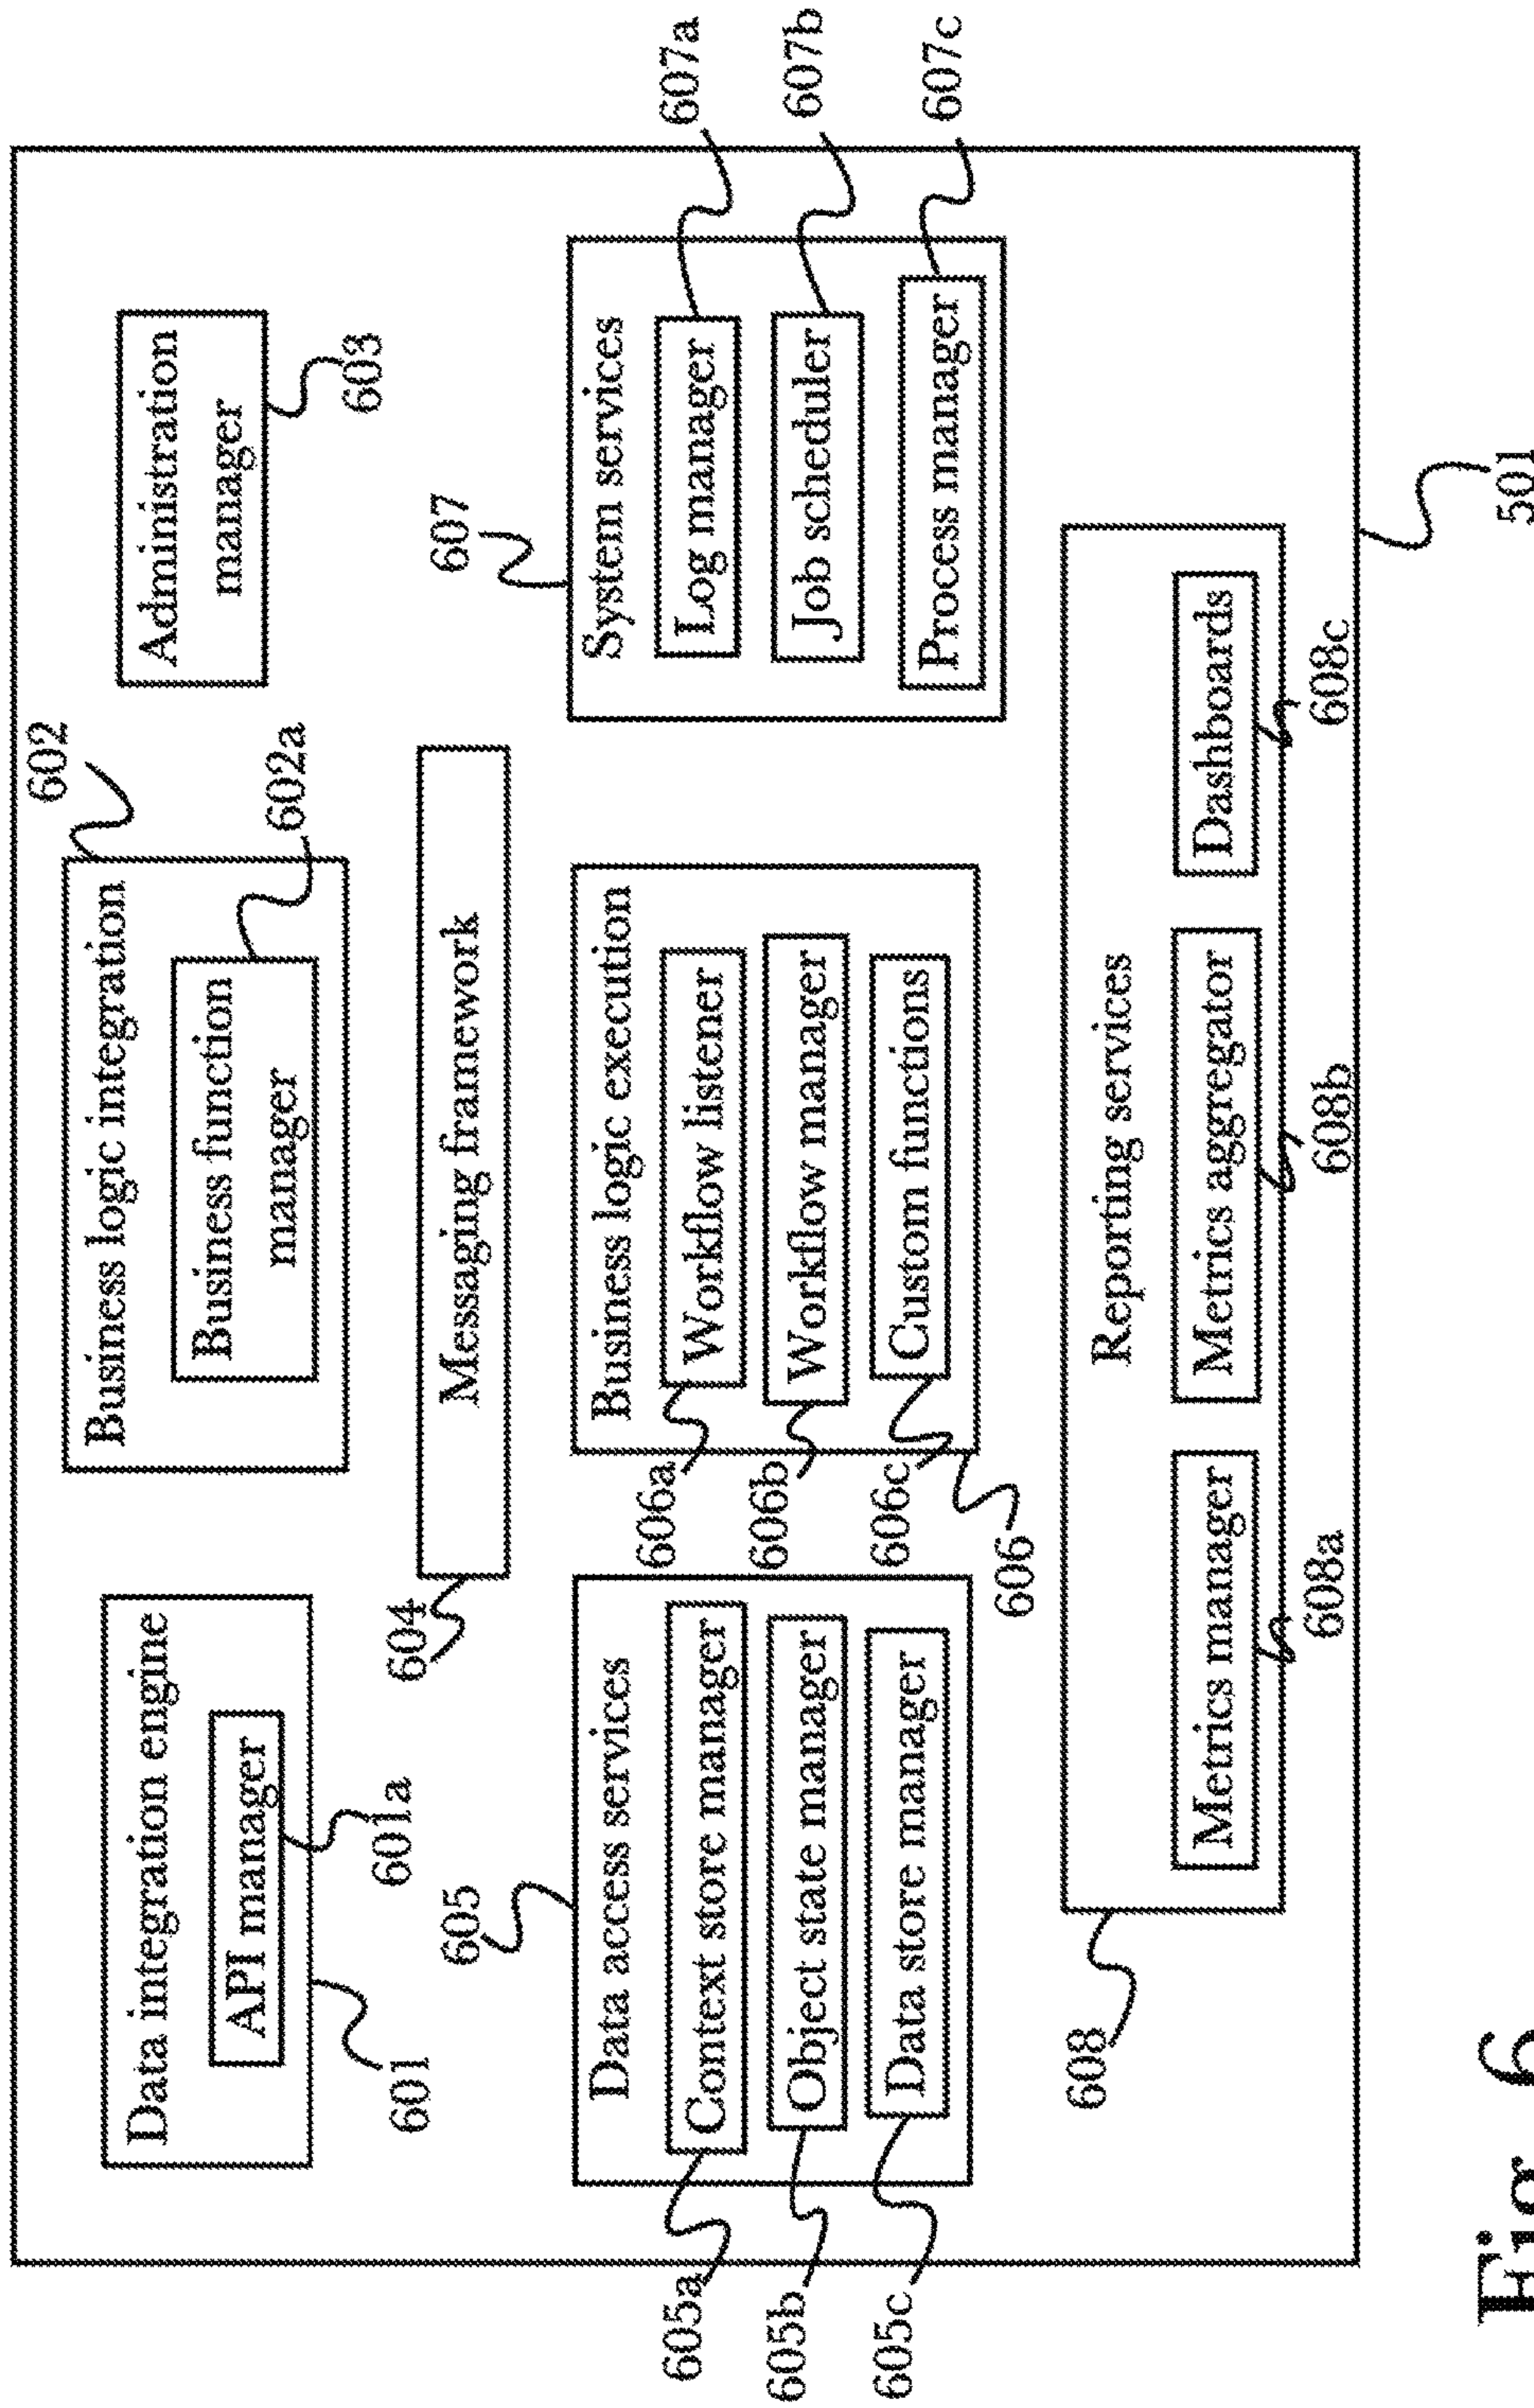 602
Data integration engine
API manager
601a
601
Business logic integration
Business function
manager
602a
Administration
manager
603
604
Messaging framework
605
Data access services
Context store manager
Object state manager
Data store manager
605a
605b
605c
Business logic execution
Workflow listener
Workflow manager
Custom functions
606a
606b
606c
606
607
System services
Log manager
Job scheduler
Process manager
607a
607b
607c
608
Reporting services
Metrics manager
Metrics aggregator
Dashboards
608a
608b
608c
501
Fig. 6